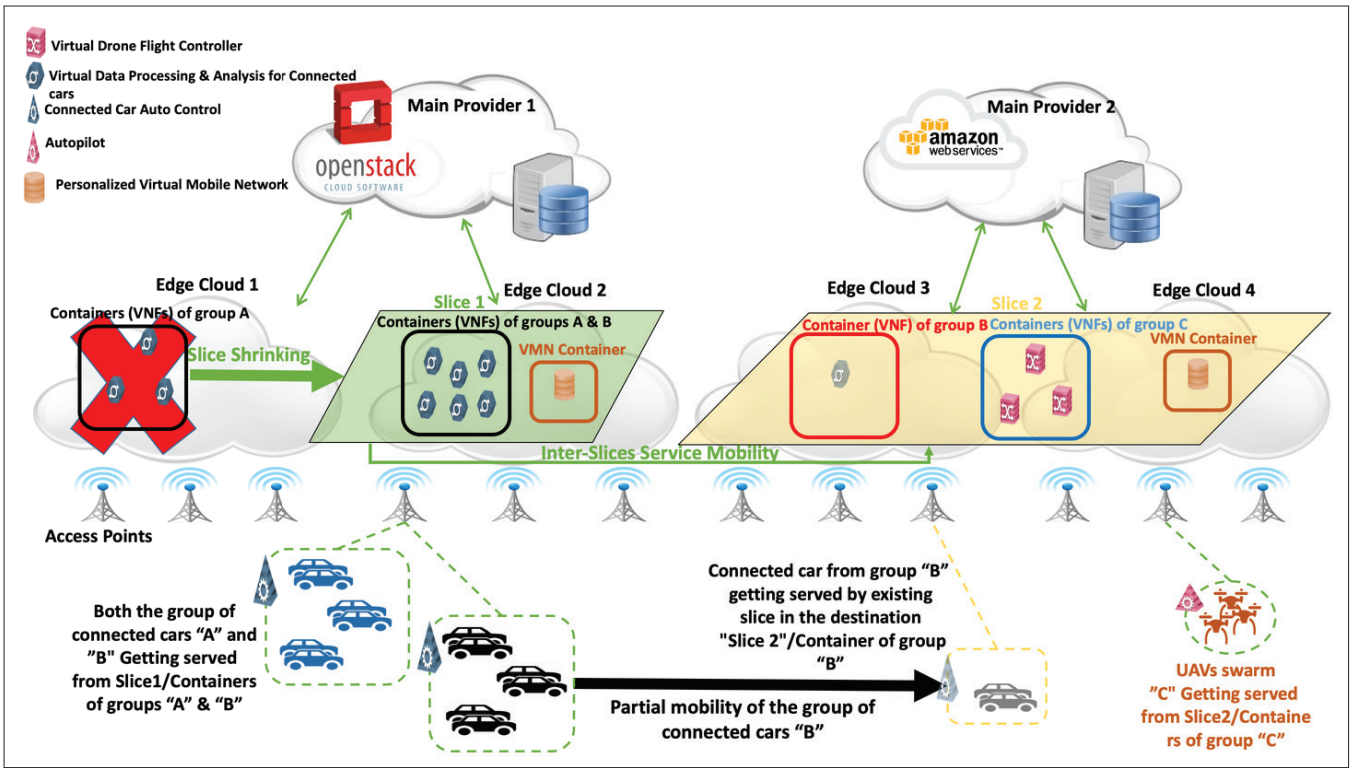 Virtual Drone Flight Controller
Virtual Data Processing & Analysis for Connected
cars
Connected Car Auto Control
Autopilot
Personalized Virtual Mobile Network
Main Provider 1
openstack
CLOUD SOFTWARE
Main Provider 2
amazon
web services™
Edge Cloud 1
Containers (VNFs) of group A
Slice Shrinking
Slice 1
Edge Cloud 2
Containers (VNFs) of groups A & B
VMN Container
Edge Cloud 3
Slice 2
Edge Cloud 4
Container (VNF) of group B
Containers (VNFs) of group C
VMN Container
Inter-Slices Service Mobility
Access Points
Both the group of
connected cars “A” and
”B" Getting served
from Slice1/Containers
of groups “A” & “B”
Connected car from group “B”
getting served by existing
slice in the destination
"Slice 2"/Container of group
“B”
Partial mobility of the group of
connected cars “B”
UAVs swarm
”C" Getting served
from Slice2/Containe
rs of group “C”